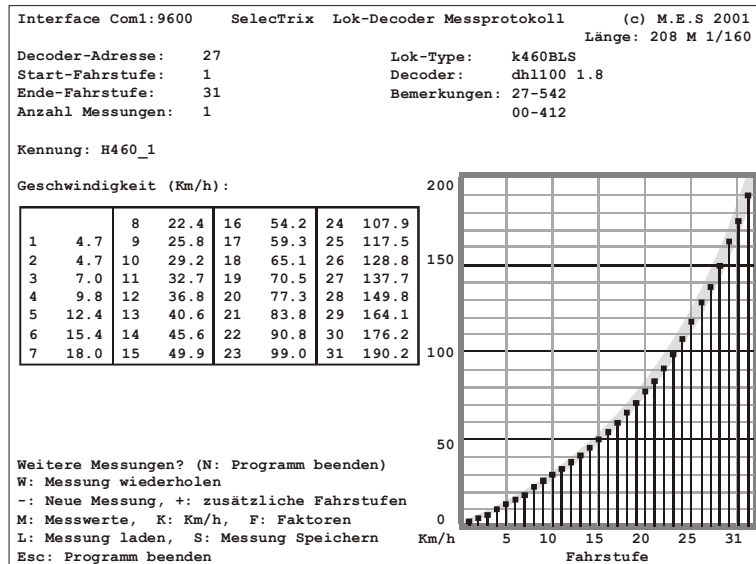 Interface Com1:9600 SelecTrix Lok-Decoder Messprotokoll (c) M.E.S 2001
Länge: 208 M 1/160
Decoder-Adresse: 27 Lok-Type: k460BLS
Start-Fahrstufe: 1 Decoder: dhl100 1.8
Ende-Fahrstufe: 31 Bemerkungen: 27-542
Anzahl Messungen: 1 00-412
Kennung: H460_1
Geschwindigkeit (Km/h):
8 22.4 16 54.2 24 107.9
1 4.7 9 25.8 17 59.3 25 117.5
2 4.7 10 29.2 18 65.1 26 128.8
3 7.0 11 32.7 19 70.5 27 137.7
4 9.8 12 36.8 20 77.3 28 149.8
5 12.4 13 40.6 21 83.8 29 164.1
6 15.4 14 45.6 22 90.8 30 176.2
7 18.0 15 49.9 23 99.0 31 190.2
200
150
100
50
0
Km/h 5 10 15 20 25 31
Fahrstufe
Weitere Messungen? (N: Programm beenden)
W: Messung wiederholen
-: Neue Messung, +: zusätzliche Fahrstufen
M: Messwerte, K: Km/h, F: Faktoren
L: Messung laden, S: Messung Speichern
Esc: Programm beenden